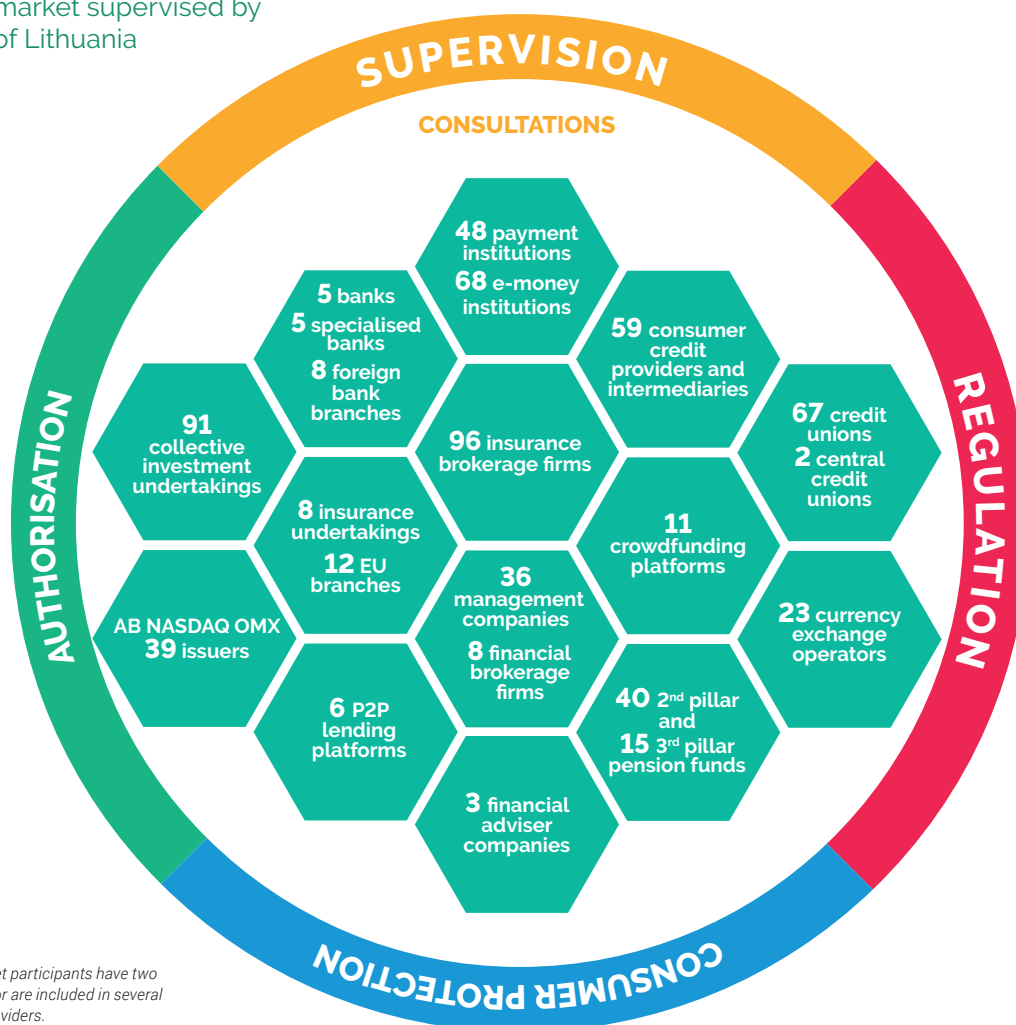 market supervised by
of Lithuania
SUPERVISION
CONSULTATIONS
48 payment
institutions
68 e-money
institutions
5 banks
5 specialised
banks
8 foreign
bank
branches
59 consumer
credit
providers and
intermediaries
91
collective
investment
undertakings
96 insurance
brokerage firms
67 credit
unions
2 central
credit
unions
8 insurance
undertakings
12 EU
branches
11
crowdfunding
platforms
AB NASDAQ OMX
39 issuers
36
management
companies
8 financial
brokerage
firms
23 currency
exchange
operators
6 P2P
lending
platforms
40 2nd pillar
and
15 3rd pillar
pension funds
3 financial
adviser
companies
AUTHORISATION
REGULATION
CONSUMER PROTECTION
participants have two
or are included in several